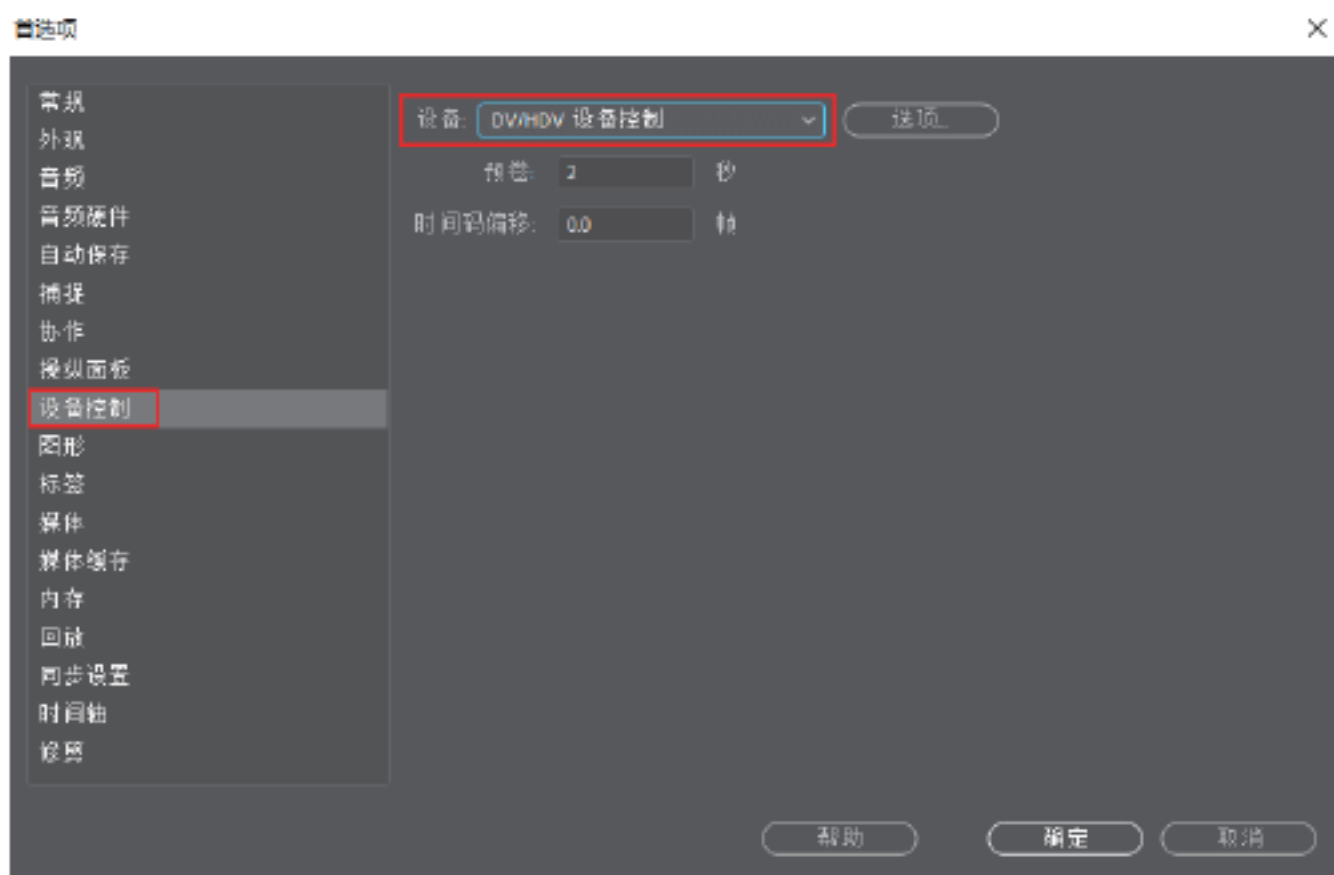 首选项
常规
外观
音频
音频硬件
自动保存
捕捉
协作
操纵面板
设备控制
图形
标签
媒体
媒体缓存
内存
回放
同步设置
时间轴
修剪
设备: DV/HDV 设备控制 选项...
预卷: 2 秒
时间码偏移: 0.0 帧
帮助 确定 取消